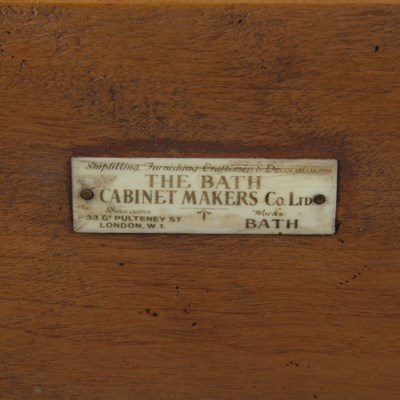 Shipfitting, Furnishing Craftsmen & Decorators
THE BATH
CABINET MAKERS Co. LTD
Showrooms
33, Gt PULTENEY ST
LONDON, W.1.
Works
BATH